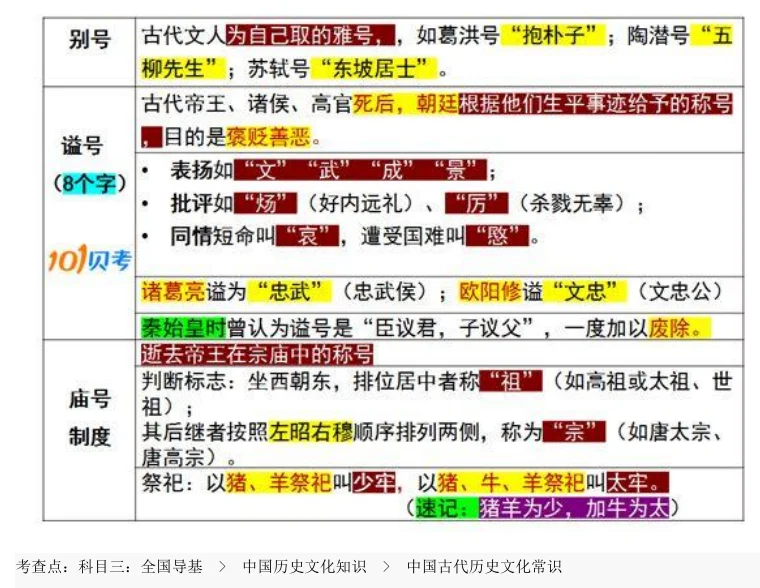 别号
古代文人为自己取的雅号，，如葛洪号“抱朴子”；陶潜号“五
柳先生”；苏轼号“东坡居士”。
谥号
（8个字）
101贝考
古代帝王、诸侯、高官死后，朝廷根据他们生平事迹给予的称号
，目的是褒贬善恶。
• 表扬如“文”“武”“成”“景”；
• 批评如“炀”（好内远礼）、“厉”（杀戮无辜）；
• 同情短命叫“哀”，遭受国难叫“愍”。
诸葛亮谥为“忠武”（忠武侯）；欧阳修谥“文忠”（文忠公）
秦始皇时曾认为谥号是“臣议君，子议父”，一度加以废除。
庙号
制度
逝去帝王在宗庙中的称号
判断标志：坐西朝东，排位居中者称“祖”（如高祖或太祖、世
祖）；
其后继者按照左昭右穆顺序排列两侧，称为“宗”（如唐太宗、
唐高宗）。
祭祀：以猪、羊祭祀叫少牢，以猪、牛、羊祭祀叫太牢。
（速记：猪羊为少，加牛为太）
考查点：科目三：全国导基 > 中国历史文化知识 > 中国古代历史文化常识